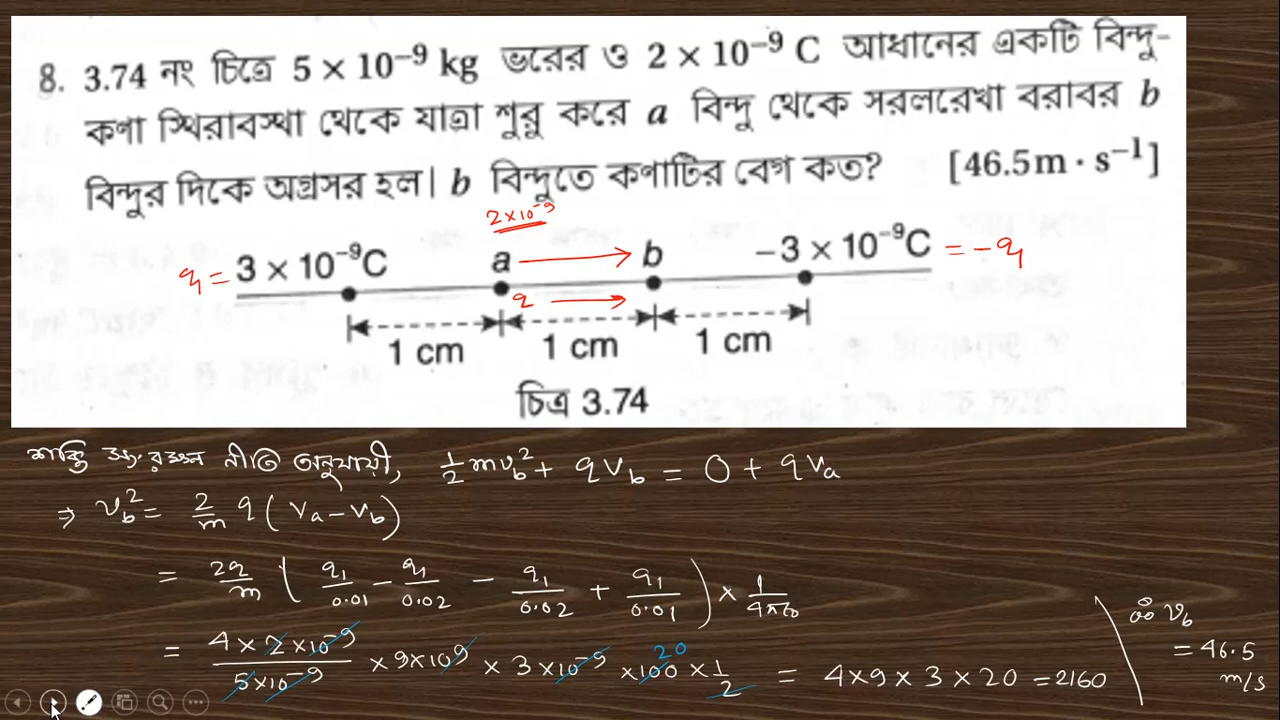 8. 3.74 নং চিত্রে 5 × 10⁻⁹ kg ভরের ও 2 × 10⁻⁹ C আধানের একটি বিন্দু-
কণা স্থিরাবস্থা থেকে যাত্রা শুরু করে a বিন্দু থেকে সরলরেখা বরাবর b
বিন্দুর দিকে অগ্রসর হল। b বিন্দুতে কণাটির বেগ কত? [46.5 m · s⁻¹]
2×10⁻⁹
q₁ = 3 × 10⁻⁹C a → b −3 × 10⁻⁹C = −q₁
q →
1 cm 1 cm 1 cm
চিত্র 3.74
শক্তি সংরক্ষণ নীতি অনুযায়ী, ½mv_b² + qV_b = 0 + qV_a
⇒ v_b² = 2/m q (V_a − V_b)
= 2q/m (q₁/0.01 − q₁/0.02 − q₁/0.02 + q₁/0.01) × 1/4πε₀
= 4×2×10⁻⁹/5×10⁻⁹ × 9×10⁹ × 3×10⁻⁹ × 100 × 1/2 = 4×9×3×20 = 2160
20
∴ v_b
= 46.5
m/s